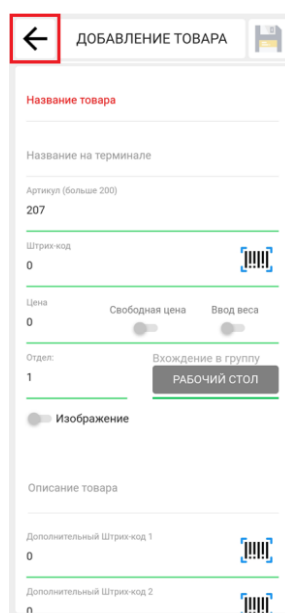 ДОБАВЛЕНИЕ ТОВАРА
Название товара
Название на терминале
Артикул (больше 200)
207
Штрих-код
0
Цена Свободная цена Ввод веса
0
Отдел: Вхождение в группу
1 РАБОЧИЙ СТОЛ
Изображение
Описание товара
Дополнительный Штрих-код 1
0
Дополнительный Штрих-код 2
0